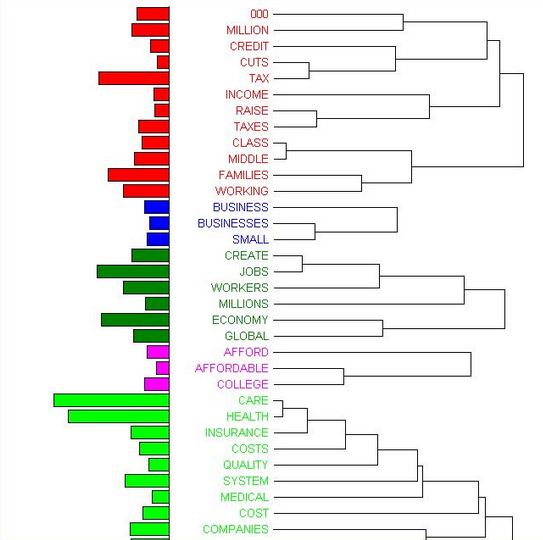 000
MILLION
CREDIT
CUTS
TAX
INCOME
RAISE
TAXES
CLASS
MIDDLE
FAMILIES
WORKING
BUSINESS
BUSINESSES
SMALL
CREATE
JOBS
WORKERS
MILLIONS
ECONOMY
GLOBAL
AFFORD
AFFORDABLE
COLLEGE
CARE
HEALTH
INSURANCE
COSTS
QUALITY
SYSTEM
MEDICAL
COST
COMPANIES